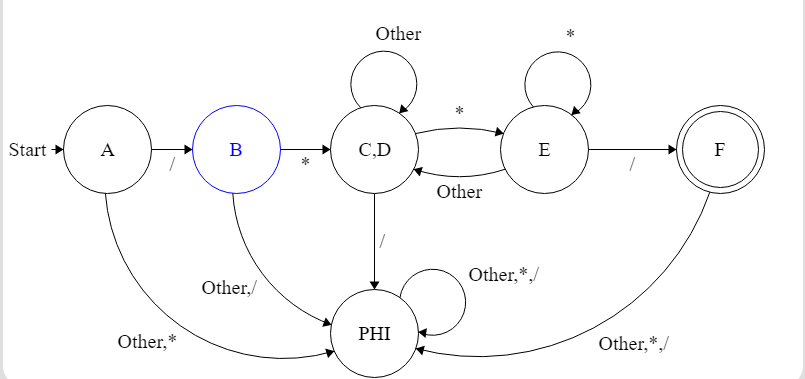 Other
*
Start
A
/
B
*
C,D
*
Other
E
/
F
/
Other,/
Other,*,/
PHI
Other,*
Other,*,/